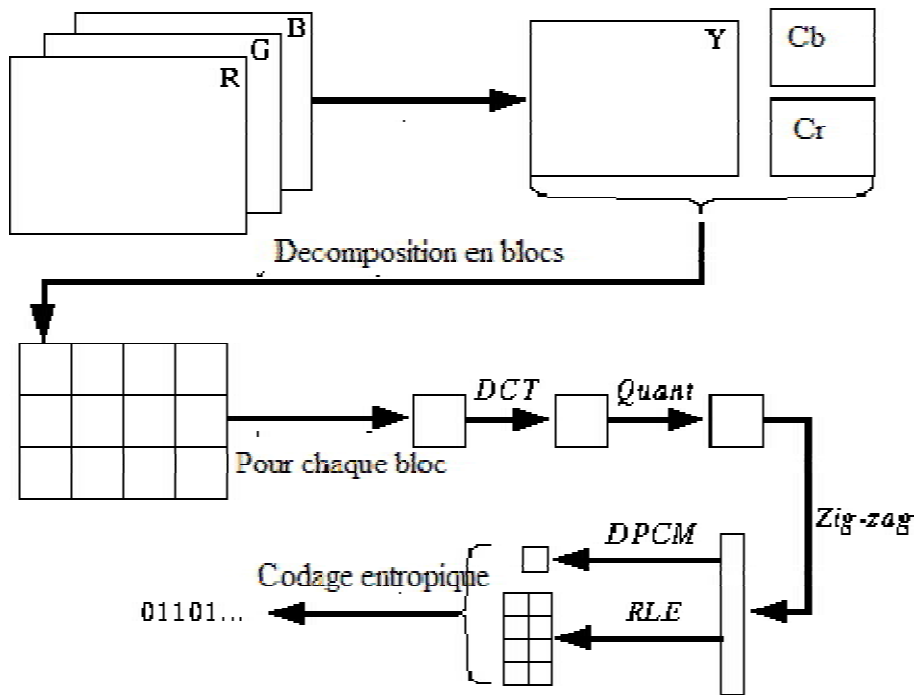 B
G
R
Y
Cb
Cr
Decomposition en blocs
DCT
Quant
Pour chaque bloc
Zig-zag
DPCM
Codage entropique
01101...
RLE